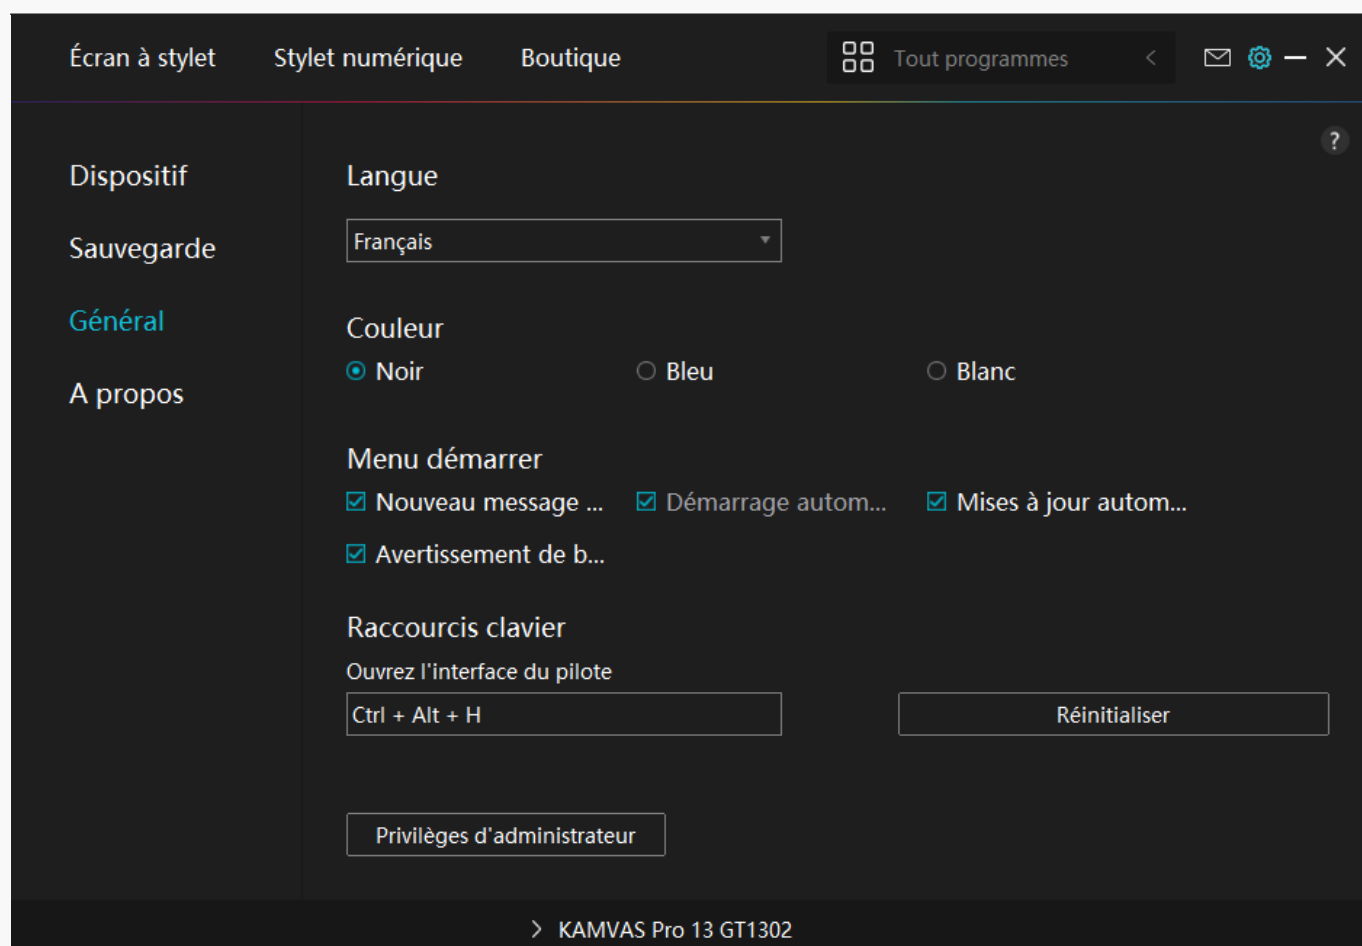 Écran à stylet Stylet numérique Boutique Tout programmes
?
Dispositif
Sauvegarde
Général
A propos
Langue
Français
Couleur
Noir Bleu Blanc
Menu démarrer
Nouveau message ... Démarrage autom... Mises à jour autom...
Avertissement de b...
Raccourcis clavier
Ouvrez l'interface du pilote
Ctrl + Alt + H Réinitialiser
Privilèges d'administrateur
KAMVAS Pro 13 GT1302